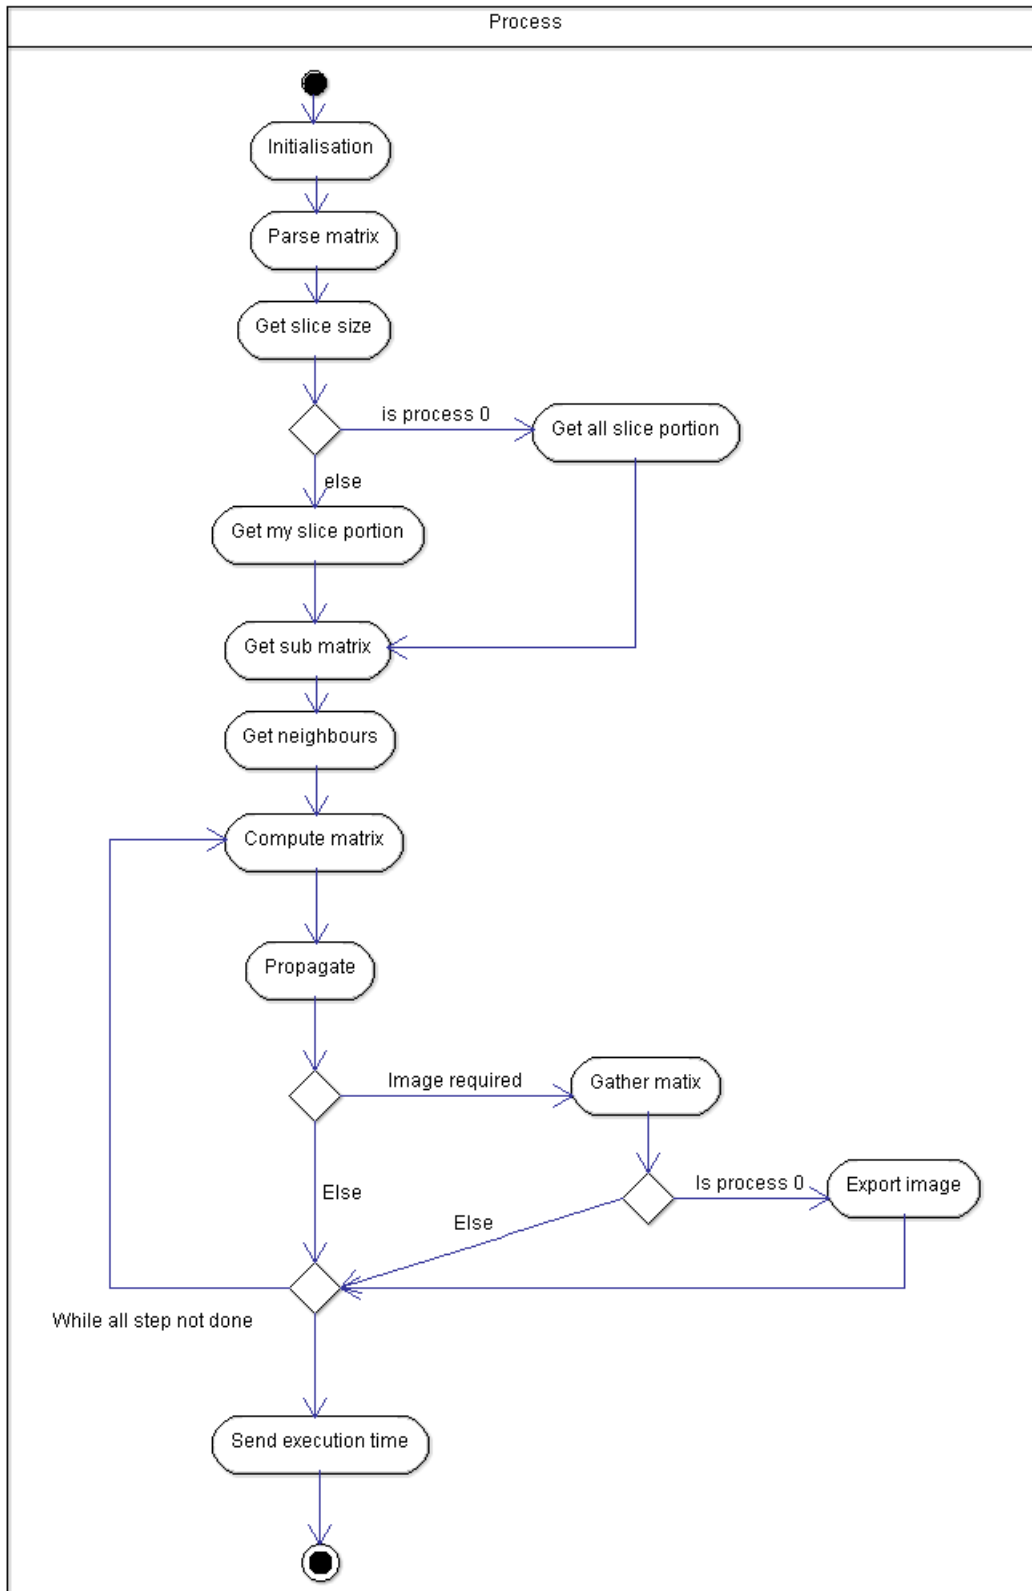 Process
Initialisation
Parse matrix
Get slice size
is process 0
Get all slice portion
else
Get my slice portion
Get sub matrix
Get neighbours
Compute matrix
Propagate
Image required
Gather matix
Is process 0
Export image
Else
Else
While all step not done
Send execution time